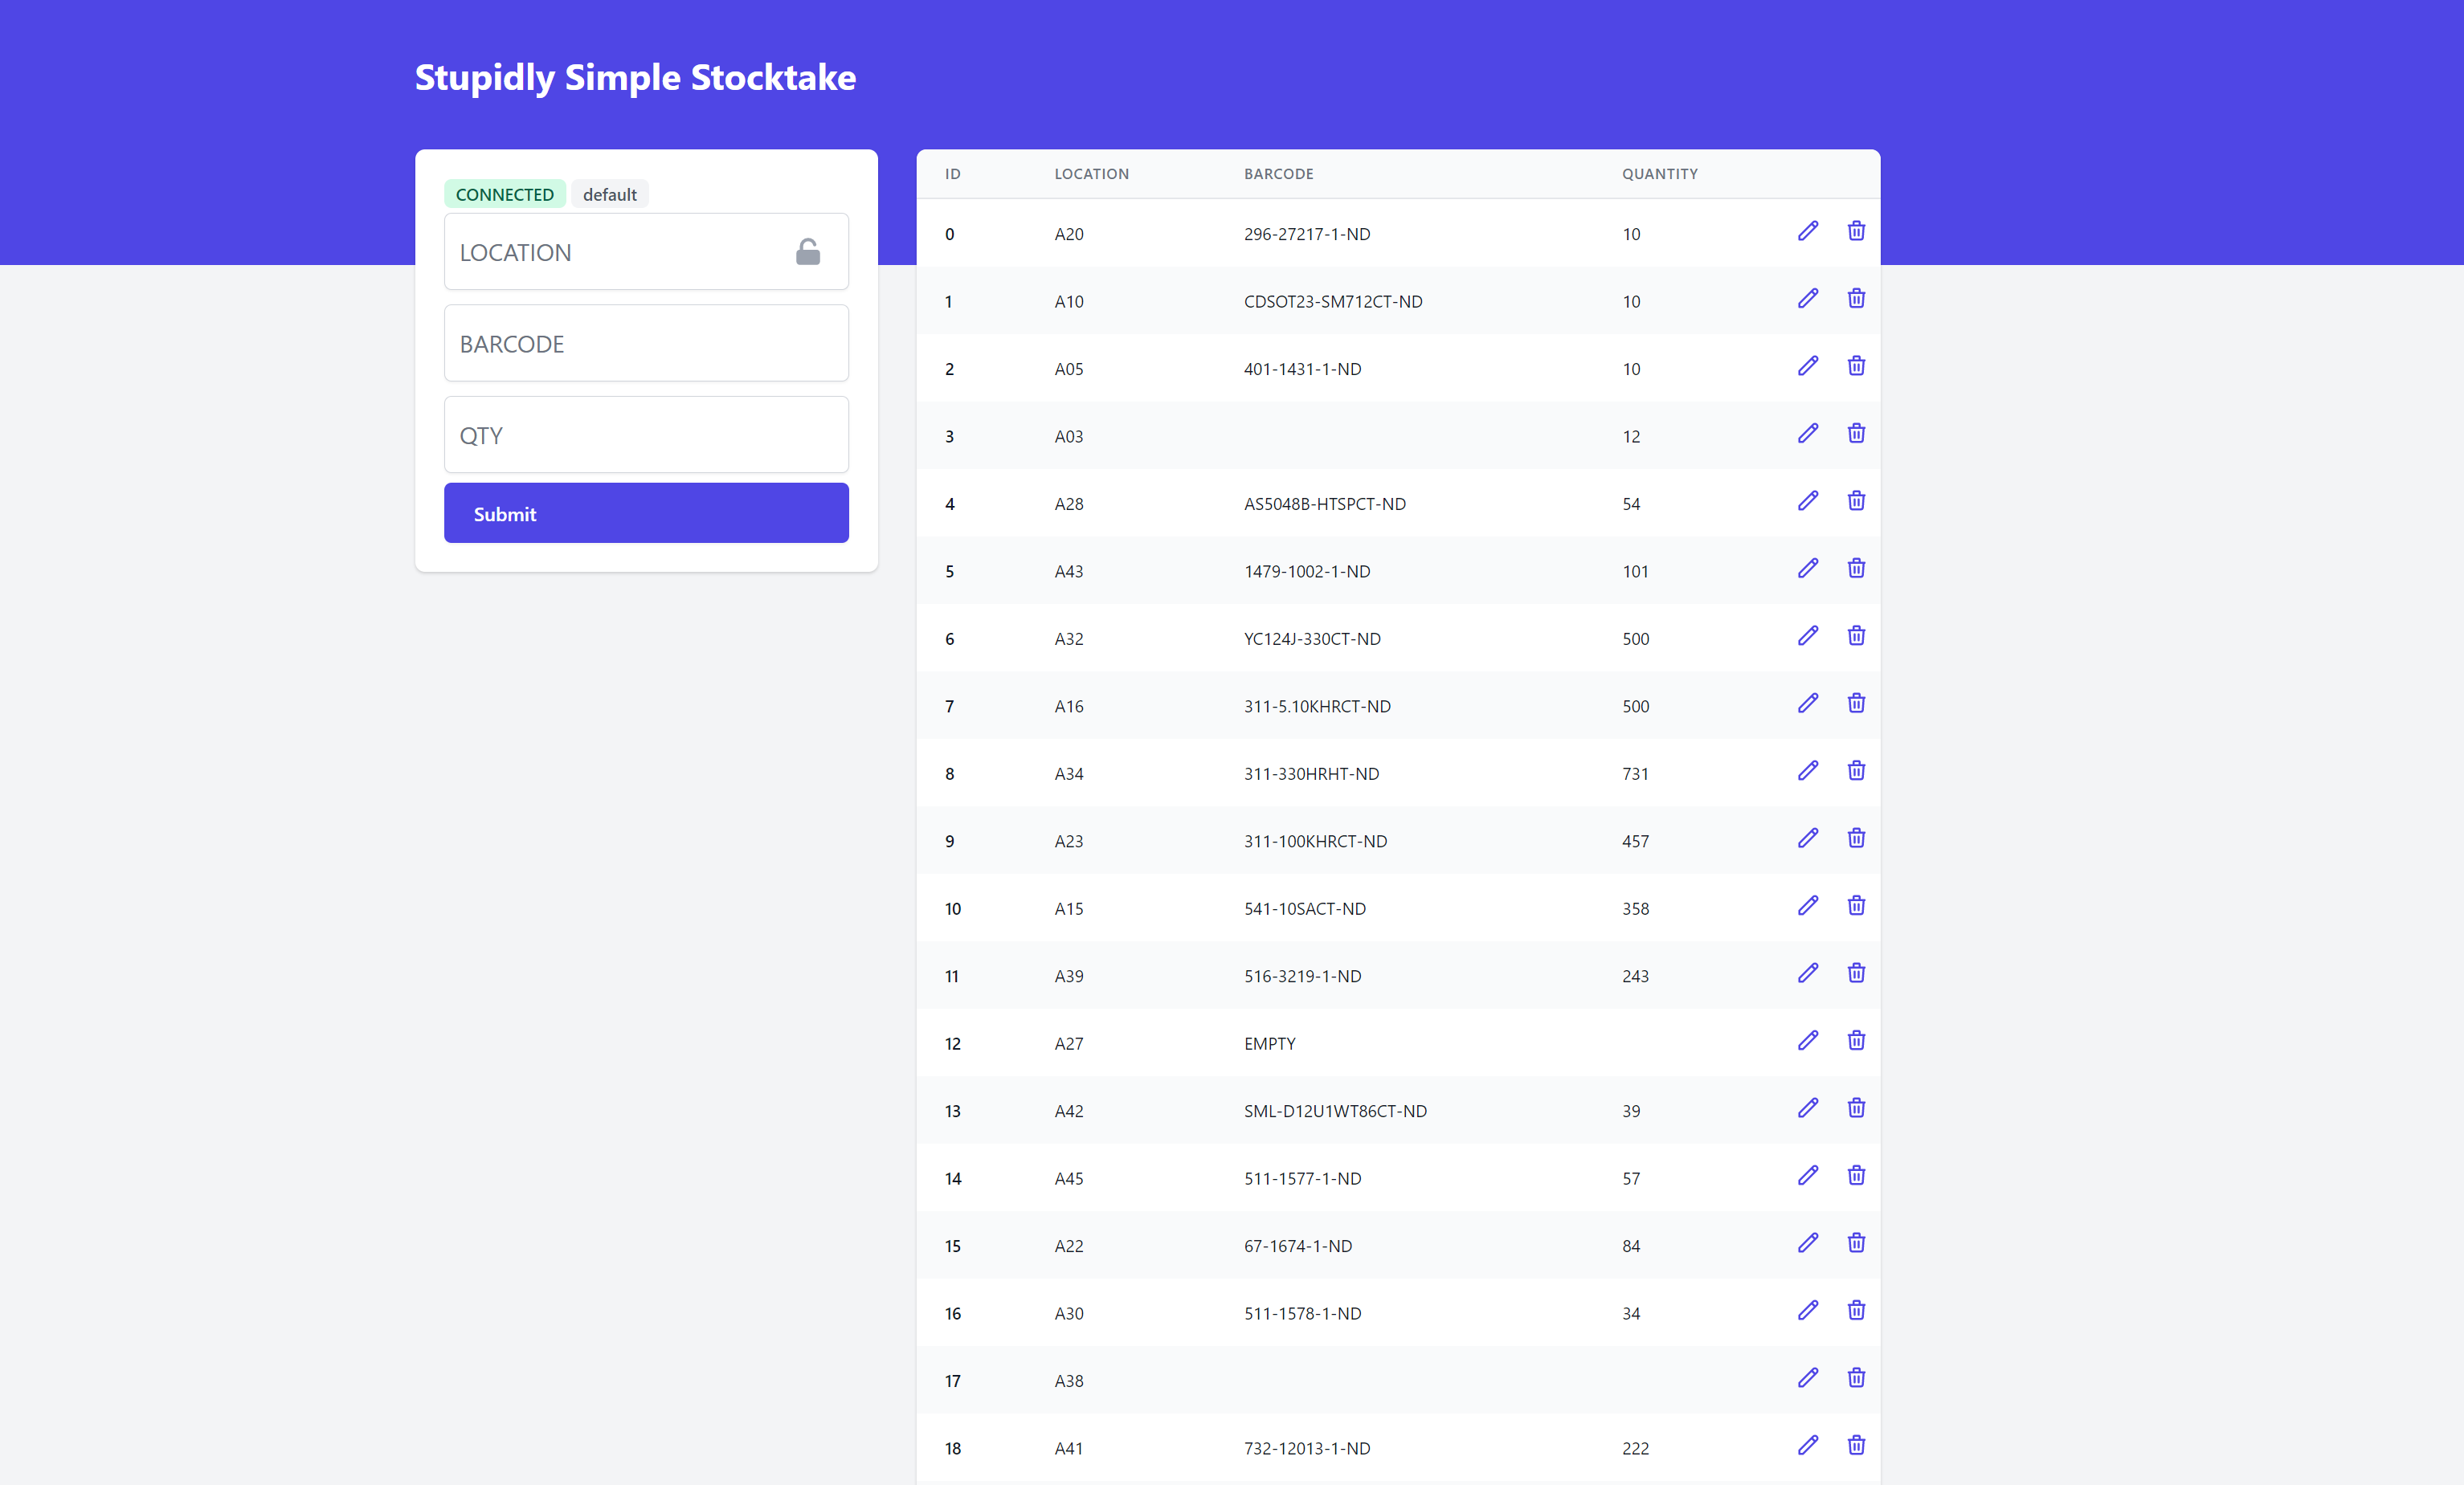 Stupidly Simple Stocktake
CONNECTED default
LOCATION
BARCODE
QTY
Submit
ID LOCATION BARCODE QUANTITY
0 A20 296-27217-1-ND 10
1 A10 CDSOT23-SM712CT-ND 10
2 A05 401-1431-1-ND 10
3 A03 12
4 A28 AS5048B-HTSPCT-ND 54
5 A43 1479-1002-1-ND 101
6 A32 YC124J-330CT-ND 500
7 A16 311-5.10KHRCT-ND 500
8 A34 311-330HRHT-ND 731
9 A23 311-100KHRCT-ND 457
10 A15 541-10SACT-ND 358
11 A39 516-3219-1-ND 243
12 A27 EMPTY
13 A42 SML-D12U1WT86CT-ND 39
14 A45 511-1577-1-ND 57
15 A22 67-1674-1-ND 84
16 A30 511-1578-1-ND 34
17 A38
18 A41 732-12013-1-ND 222